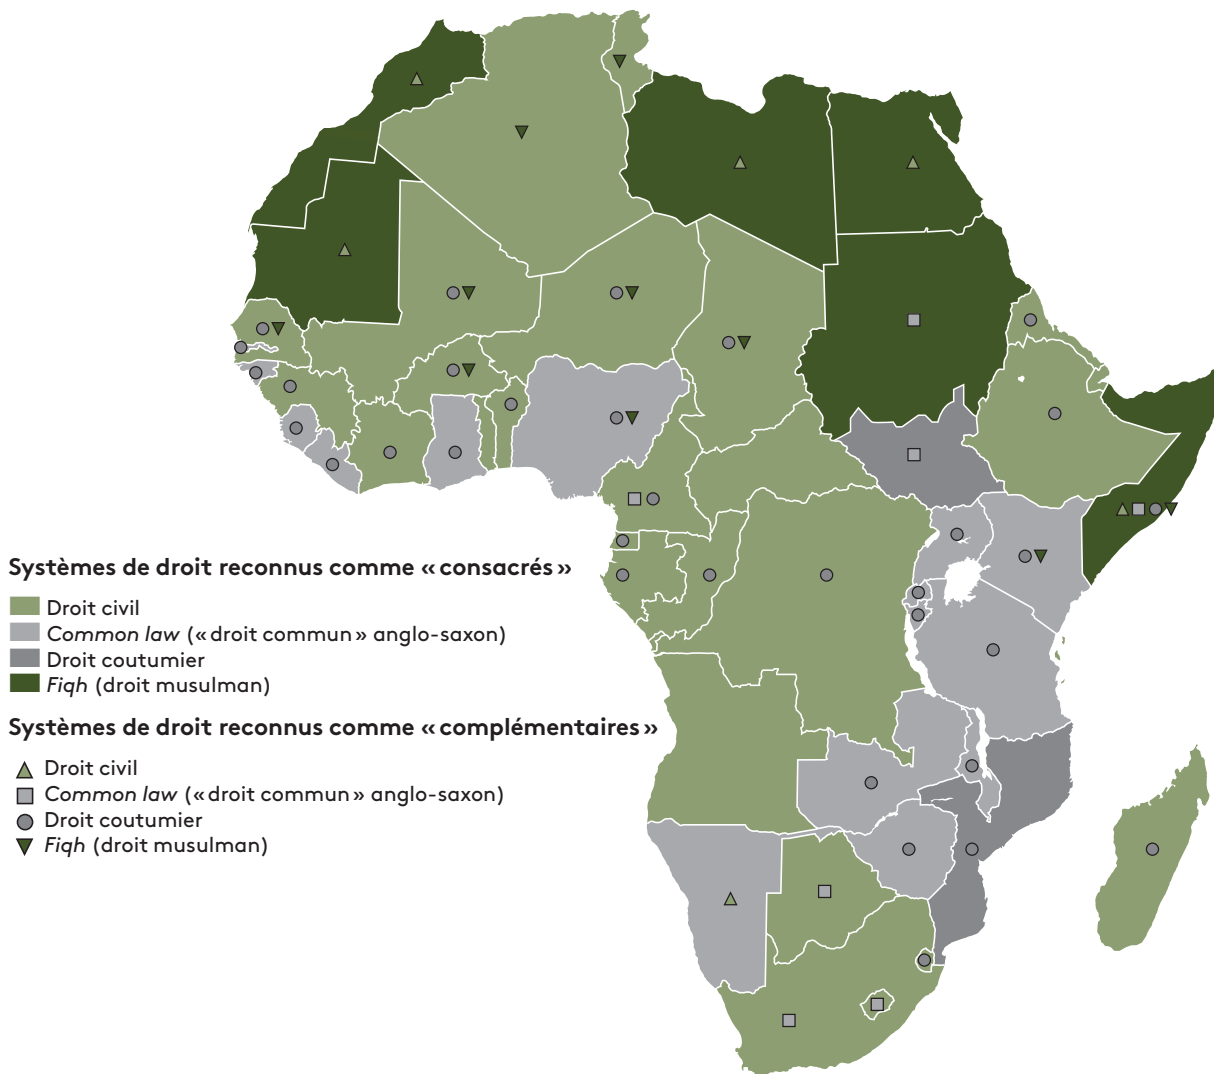 Systèmes de droit reconnus comme « consacrés »
Droit civil
Common law (« droit commun » anglo-saxon)
Droit coutumier
Fiqh (droit musulman)
Systèmes de droit reconnus comme « complémentaires »
Droit civil
Common law (« droit commun » anglo-saxon)
Droit coutumier
Fiqh (droit musulman)